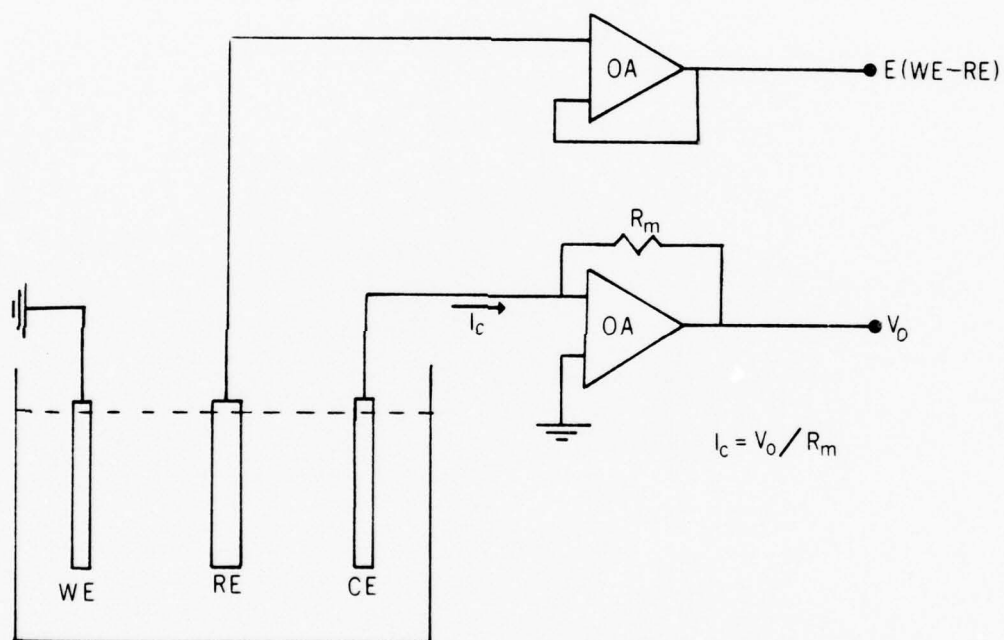 OA
E(WE-RE)
Rm
Ic
OA
Vo
Ic = Vo / Rm
WE
RE
CE